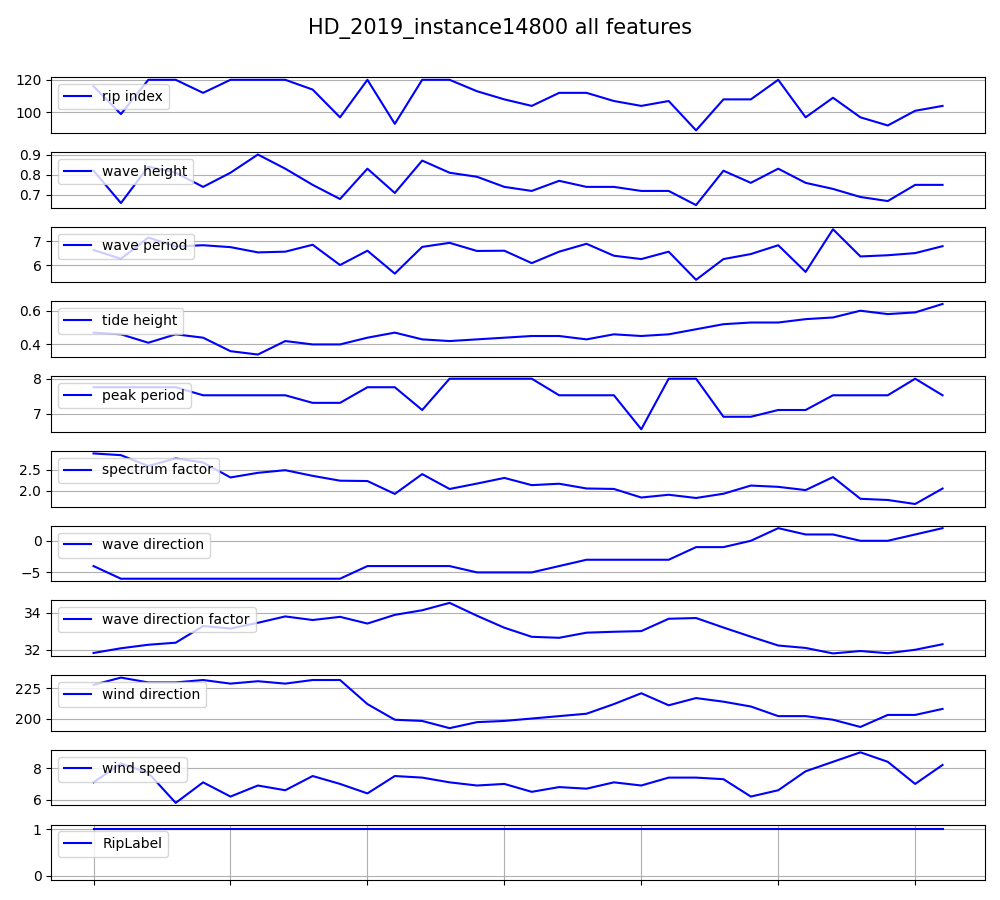 HD_2019_instance14800 all features
120
100
rip index
0.9
0.8
0.7
wave height
7
6
wave period
0.6
0.4
tide height
8
7
peak period
2.5
2.0
spectrum factor
0
−5
wave direction
34
32
wave direction factor
225
200
wind direction
8
6
wind speed
1
0
RipLabel